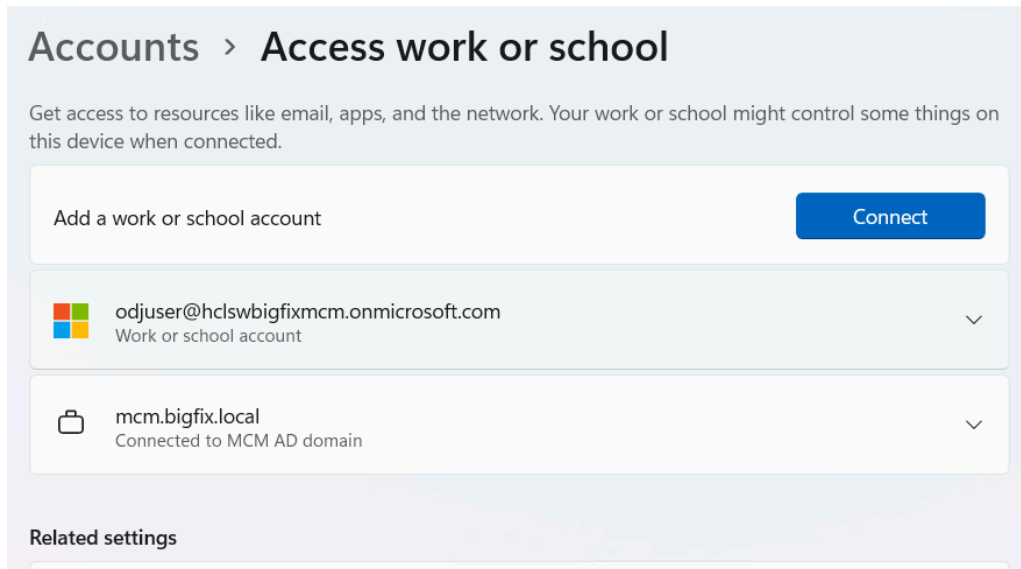 Accounts > Access work or school
Get access to resources like email, apps, and the network. Your work or school might control some things on
this device when connected.
Add a work or school account
Connect
odjuser@hclswbigfixmcm.onmicrosoft.com
Work or school account
mcm.bigfix.local
Connected to MCM AD domain
Related settings